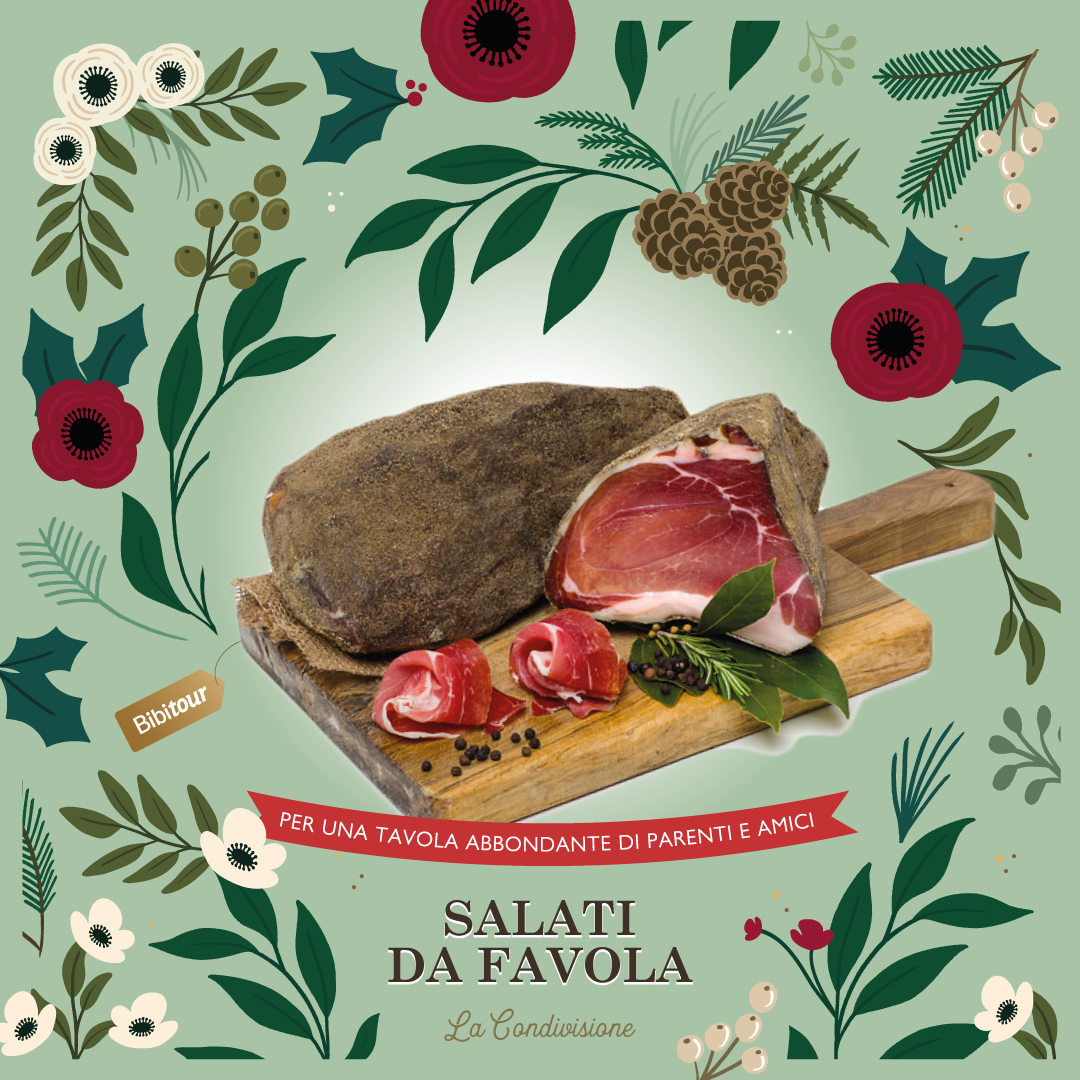 Bibitour
PER UNA TAVOLA ABBONDANTE DI PARENTI E AMICI
SALATI
DA FAVOLA
La Condivisione